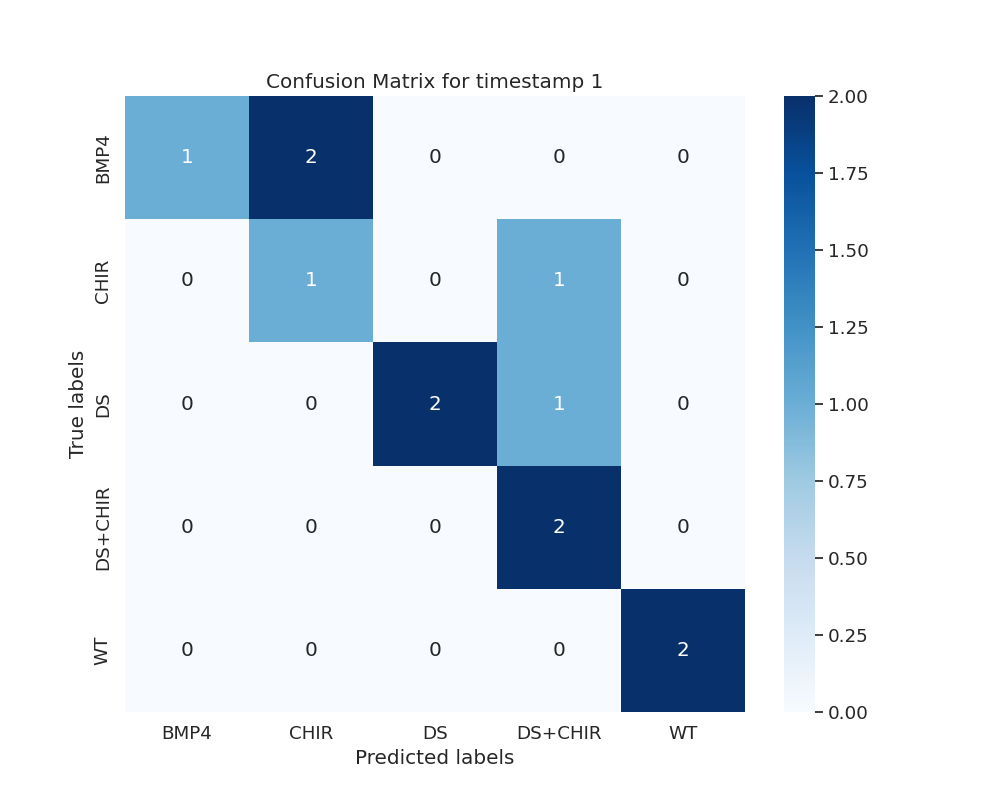 Confusion Matrix for timestamp 1
True labels
BMP4 1 2 0 0 0
CHIR 0 1 0 1 0
DS 0 0 2 1 0
DS+CHIR 0 0 0 2 0
WT 0 0 0 0 2
BMP4 CHIR DS DS+CHIR WT
Predicted labels
2.00
1.75
1.50
1.25
1.00
0.75
0.50
0.25
0.00